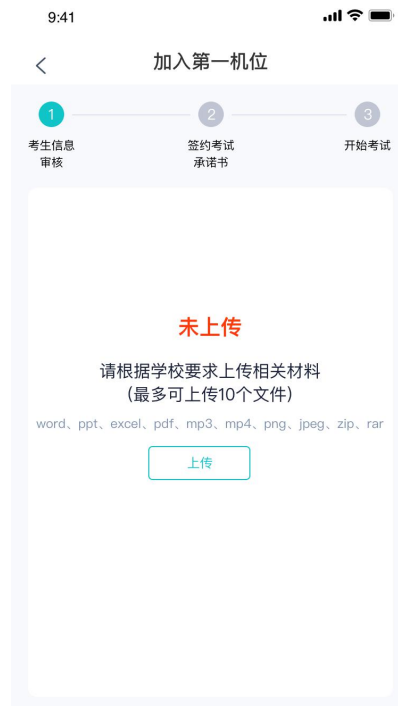 9:41
加入第一机位
1
2
3
考生信息
审核
签约考试
承诺书
开始考试
未上传
请根据学校要求上传相关材料
(最多可上传10个文件)
word、ppt、excel、pdf、mp3、mp4、png、jpeg、zip、rar
上传